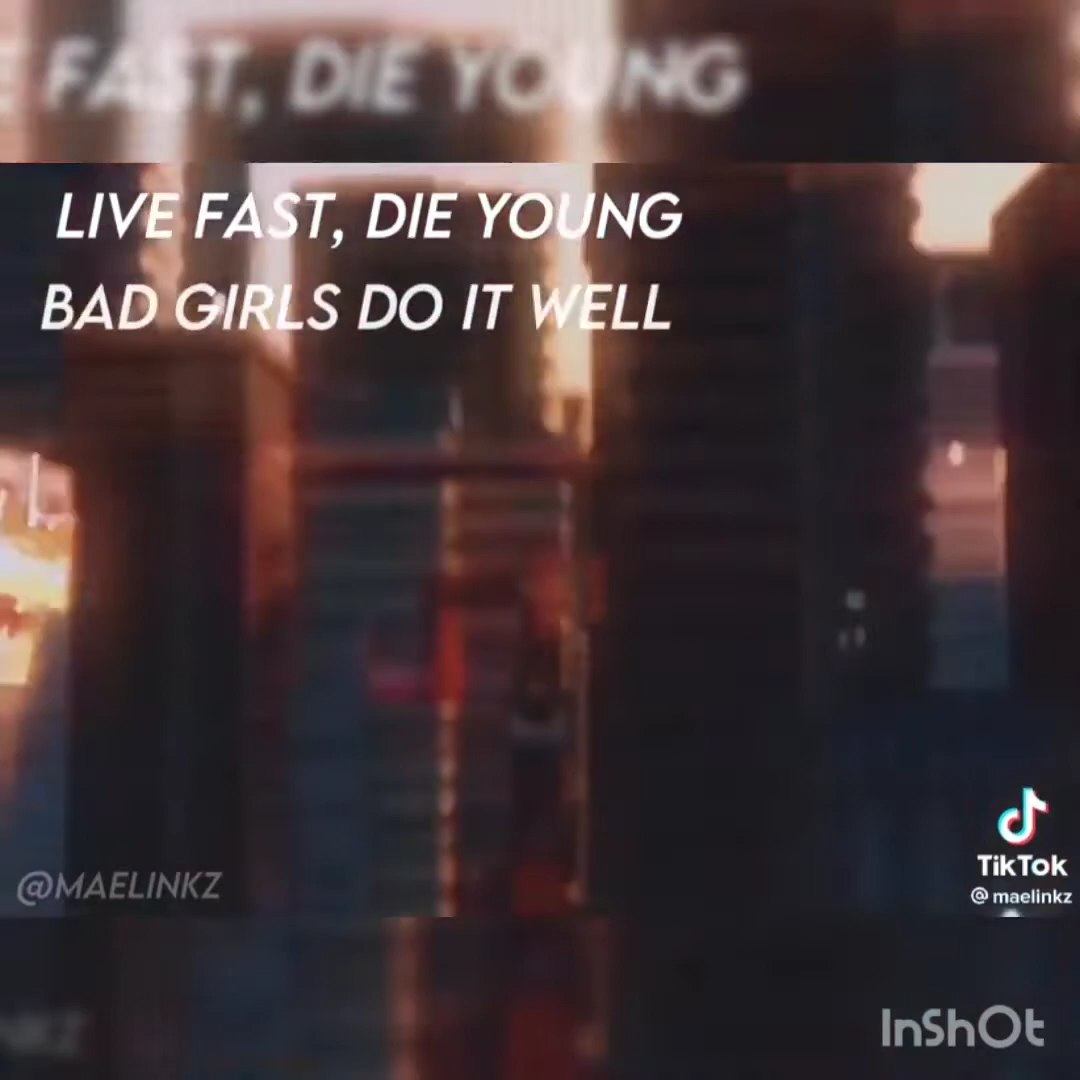 FAST, DIE YOUNG
LIVE FAST, DIE YOUNG
BAD GIRLS DO IT WELL
@MAELINKZ
TikTok
@maelinkz
InShOt